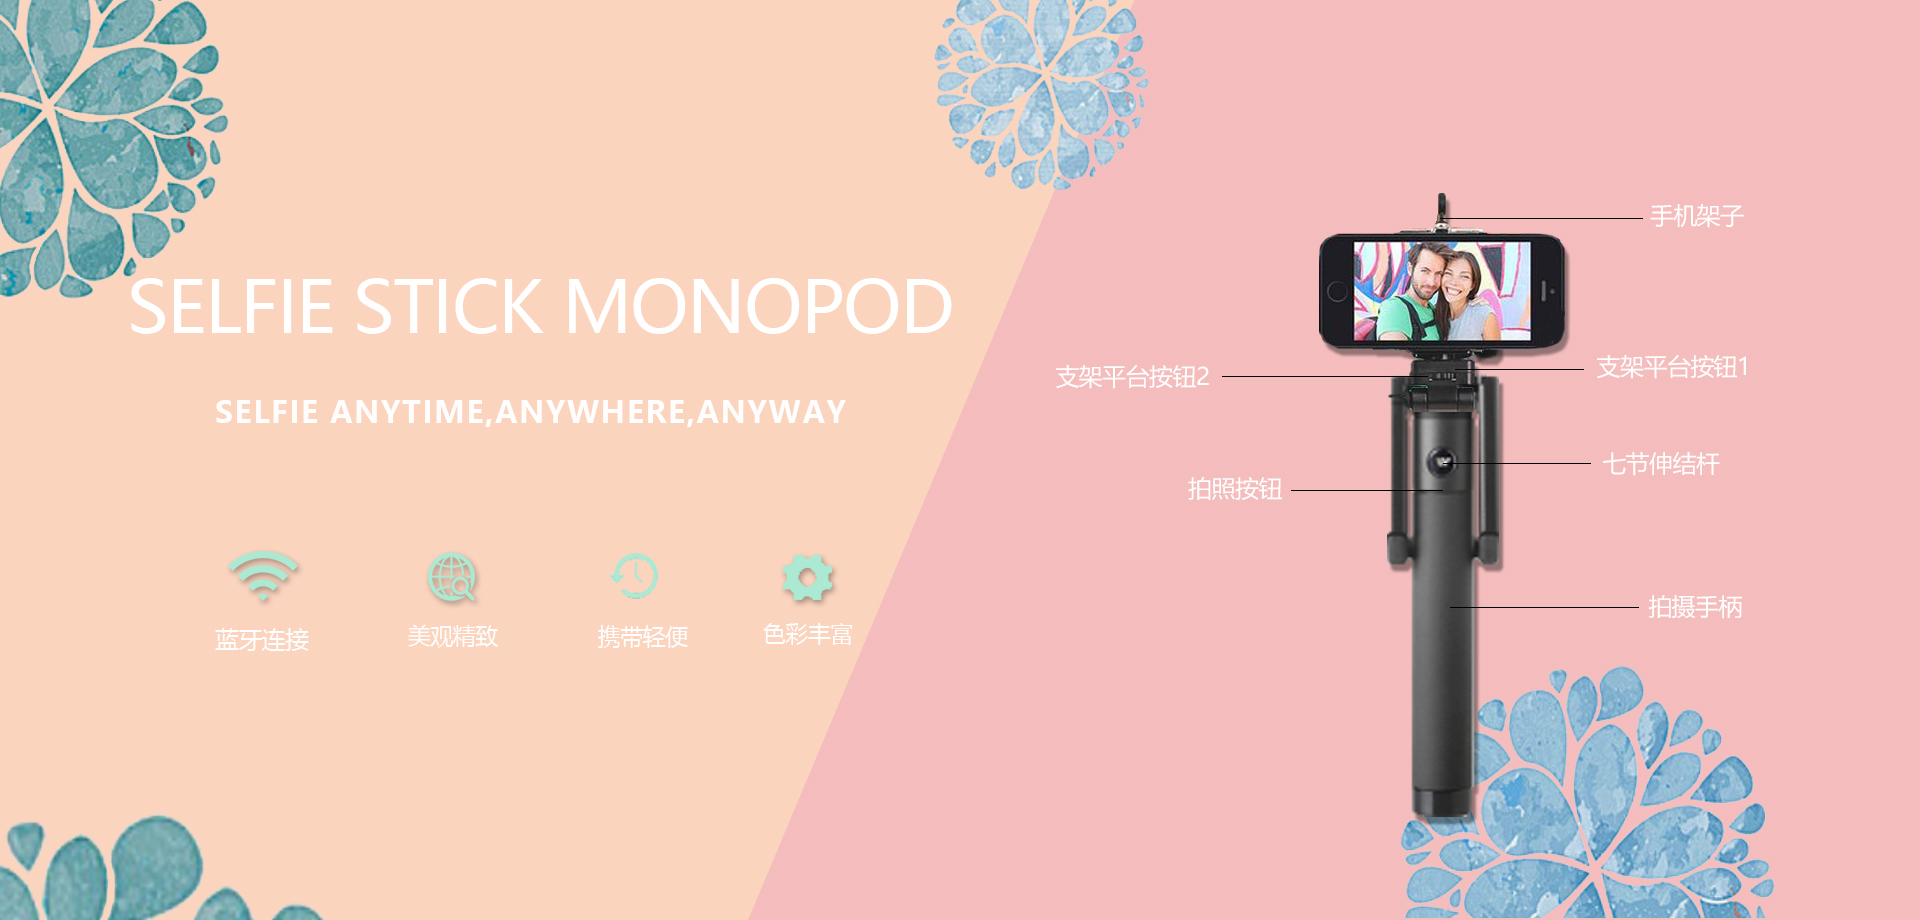 SELFIE STICK MONOPOD
SELFIE ANYTIME,ANYWHERE,ANYWAY
蓝牙连接
美观精致
携带轻便
色彩丰富
手机架子
支架平台按钮1
支架平台按钮2
七节伸结杆
拍照按钮
拍摄手柄